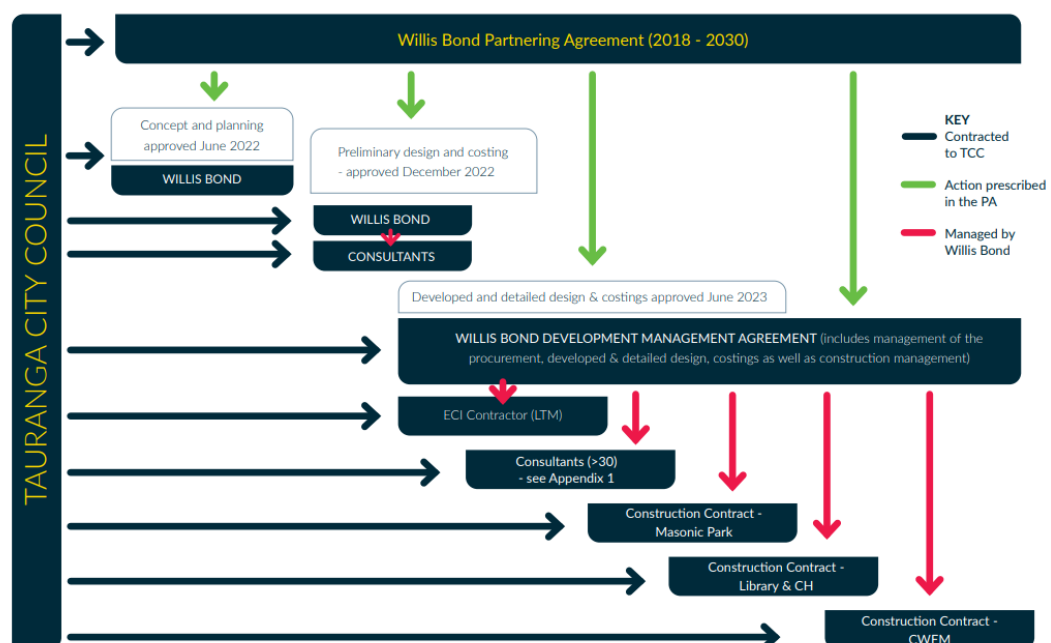 TAURANGA CITY COUNCIL
Willis Bond Partnering Agreement (2018 - 2030)
Concept and planning
approved June 2022
WILLIS BOND
Preliminary design and costing
- approved December 2022
WILLIS BOND
CONSULTANTS
KEY
Contracted
to TCC
Action prescribed
in the PA
Managed by
Willis Bond
Developed and detailed design & costings approved June 2023
WILLIS BOND DEVELOPMENT MANAGEMENT AGREEMENT (includes management of the
procurement, developed & detailed design, costings as well as construction management)
ECI Contractor (LTM)
Consultants (>30)
- see Appendix 1
Construction Contract -
Masonic Park
Construction Contract -
Library & CH
Construction Contract -
CWEM